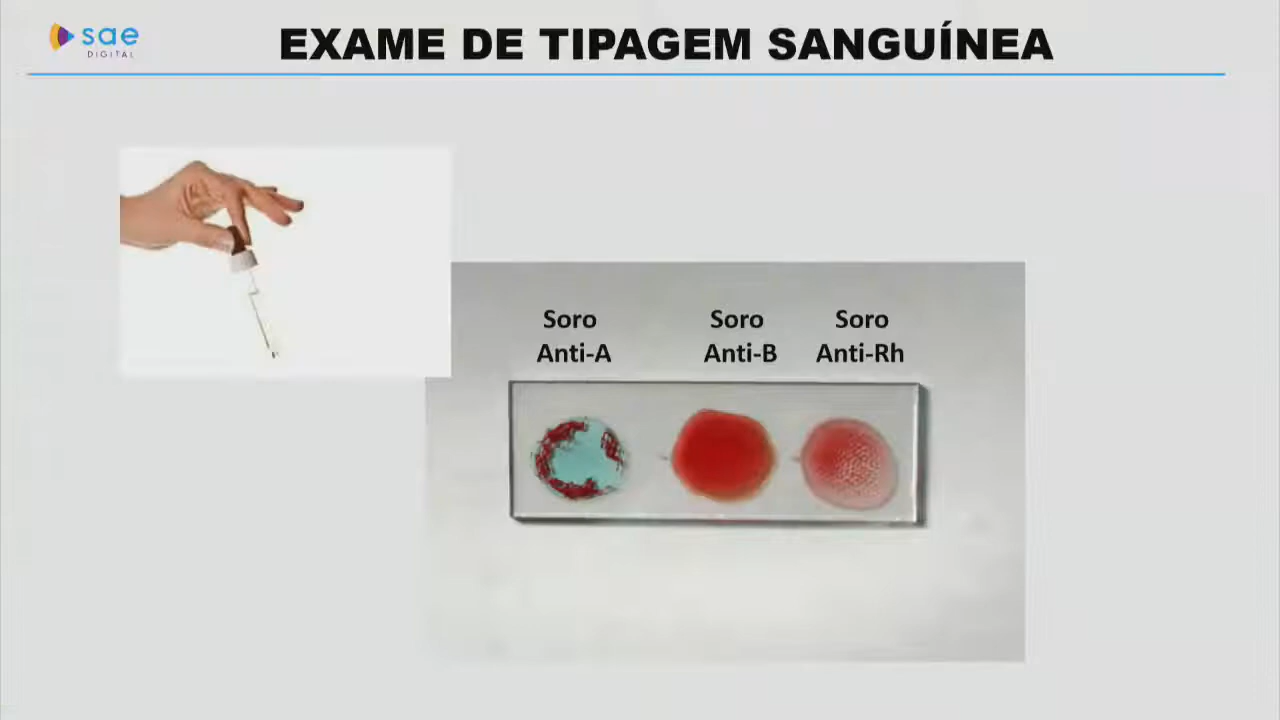 sae
DIGITAL
EXAME DE TIPAGEM SANGUÍNEA
Soro Anti-A
Soro Anti-B
Soro Anti-Rh